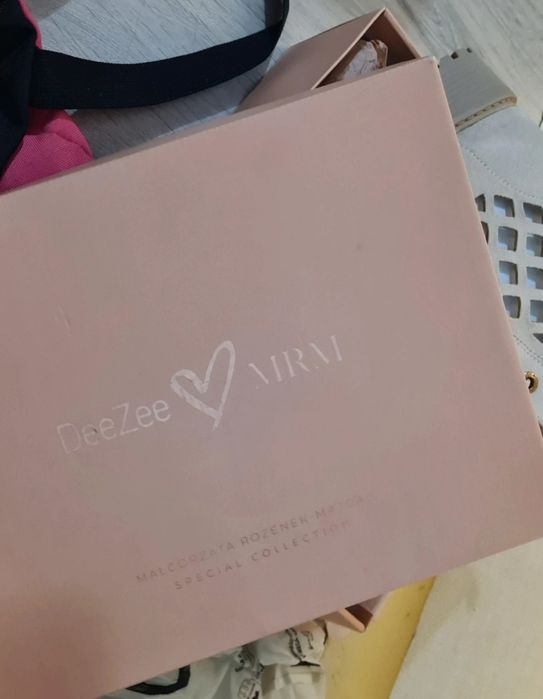 DeeZee MRM
MAŁGORZATA ROZENEK-MAJDAN
SPECIAL COLLECTION